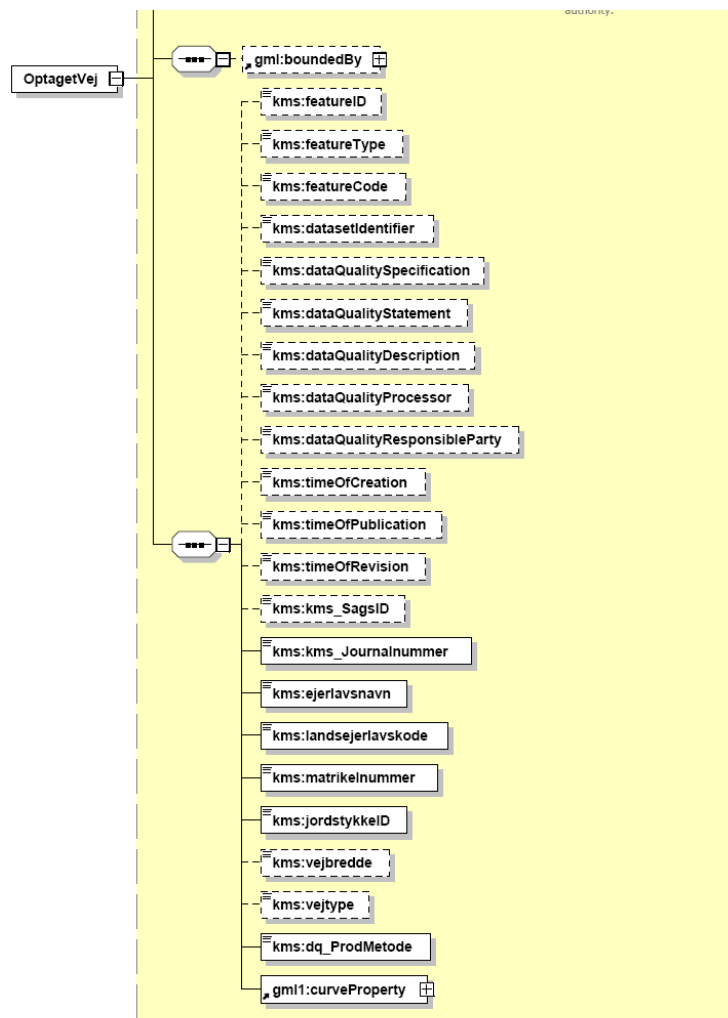 authority.
gml:boundedBy
OptagetVej
kms:featureID
kms:featureType
kms:featureCode
kms:datasetIdentifier
kms:dataQualitySpecification
kms:dataQualityStatement
kms:dataQualityDescription
kms:dataQualityProcessor
kms:dataQualityResponsibleParty
kms:timeOfCreation
kms:timeOfPublication
kms:timeOfRevision
kms:kms_SagsID
kms:kms_Journalnummer
kms:ejerlavsnavn
kms:landsejerlavskode
kms:matrikelnummer
kms:jordstykkeID
kms:vejbredde
kms:vejtype
kms:dq_ProdMetode
gml1:curveProperty